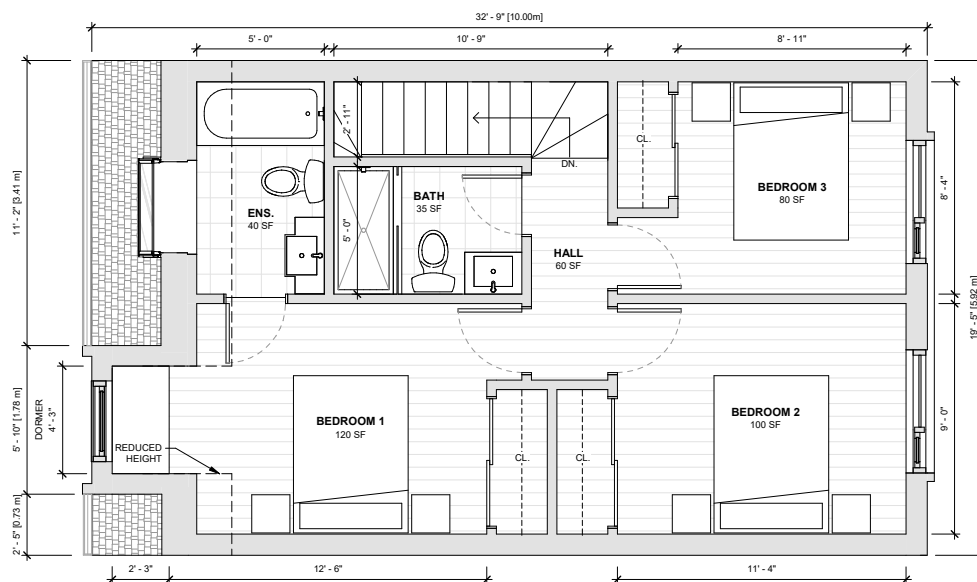 32' - 9" [10.00m]
5' - 0"
10' - 9"
8' - 11"
2' - 11"
DN.
CL.
BEDROOM 3
80 SF
8' - 4"
11' - 2" [3.41 m]
ENS.
40 SF
BATH
35 SF
5' - 0"
HALL
60 SF
19' - 5" [5.92 m]
5' - 10" [1.78 m]
DORMER
4' - 3"
REDUCED
HEIGHT
BEDROOM 1
120 SF
CL.
CL.
BEDROOM 2
100 SF
9' - 0"
2' - 5" [0.73 m]
2' - 3"
12' - 6"
11' - 4"